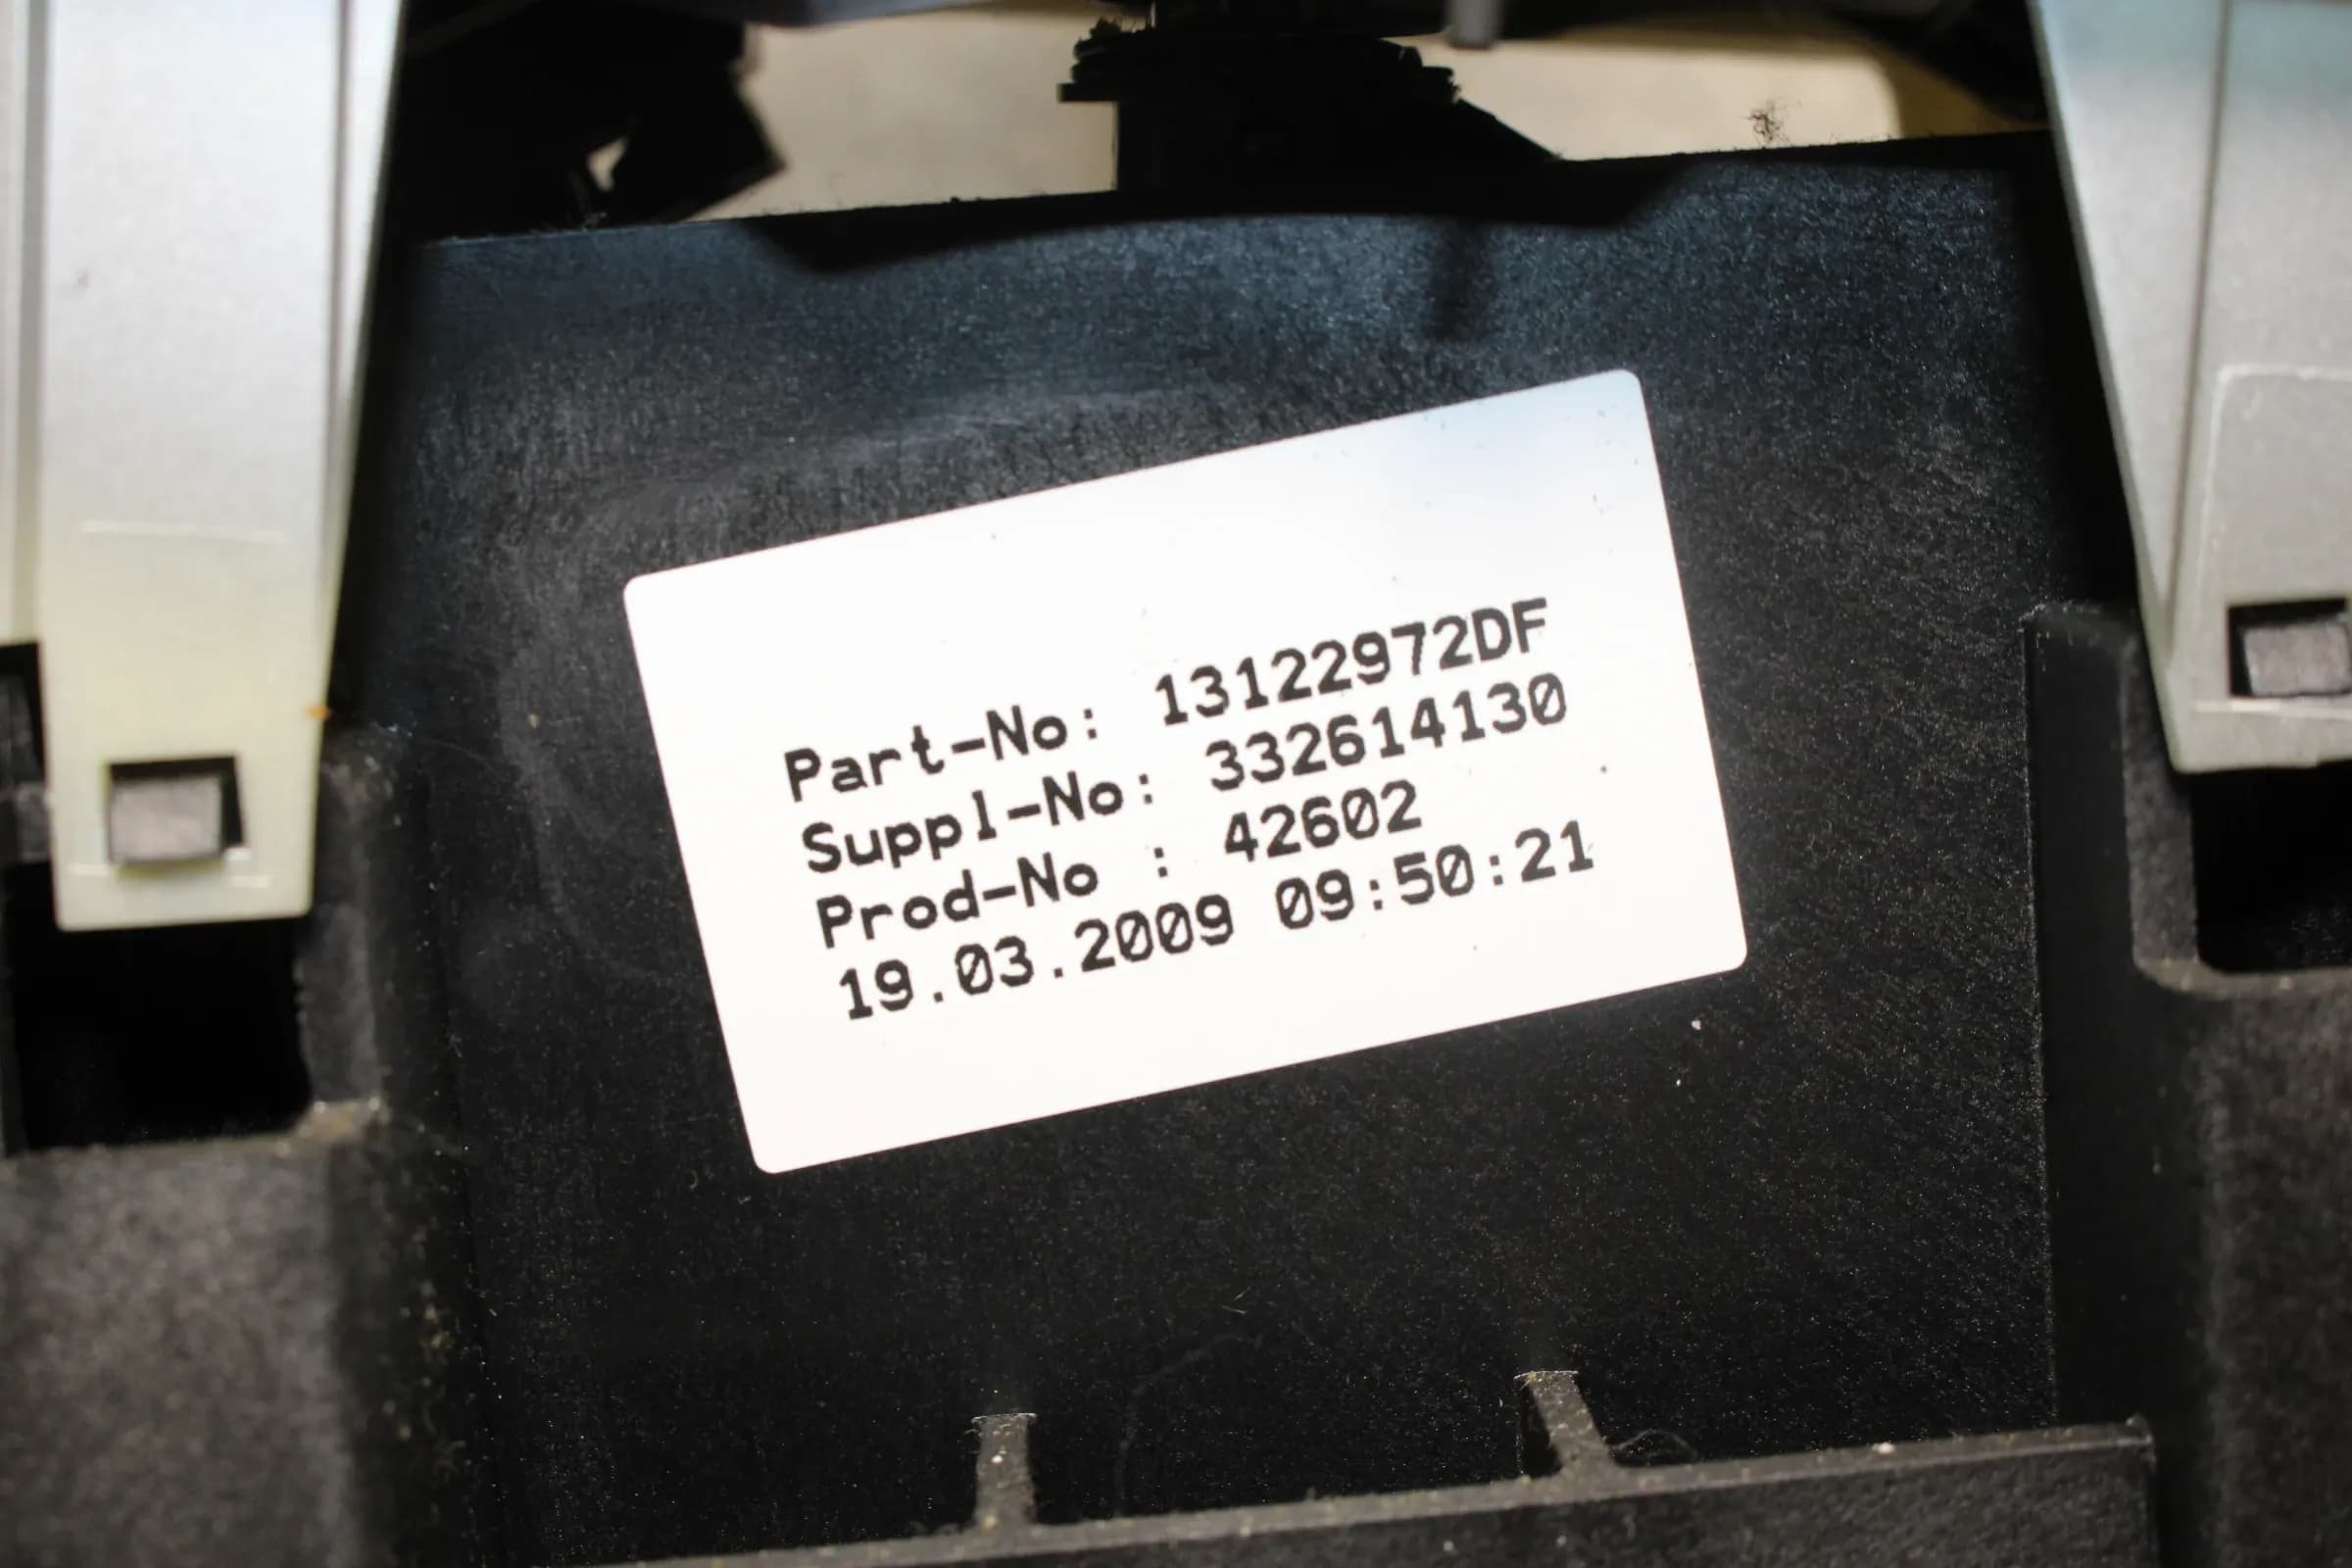 Part-No: 13122972DF
Suppl-No: 332614130
Prod-No : 42602
19.03.2009 09:50:21